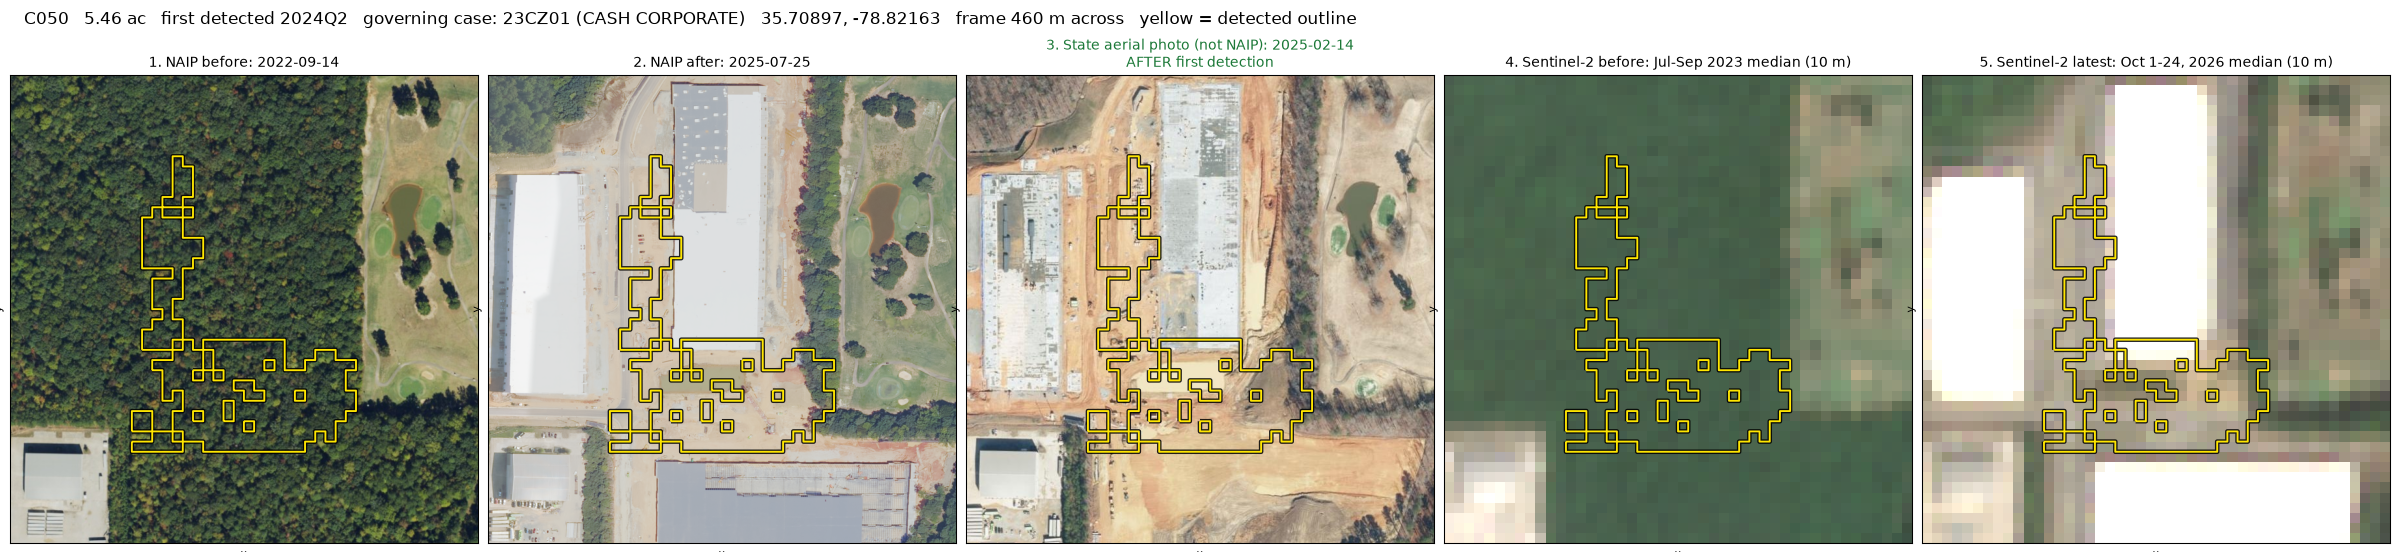 C050   5.46 ac   first detected 2024Q2   governing case: 23CZ01 (CASH CORPORATE)   35.70897, -78.82163   frame 460 m across   yellow = detected outline
1. NAIP before: 2022-09-14
2. NAIP after: 2025-07-25
3. State aerial photo (not NAIP): 2025-02-14
AFTER first detection
4. Sentinel-2 before: Jul-Sep 2023 median (10 m)
5. Sentinel-2 latest: Oct 1-24, 2026 median (10 m)
y
y
y
y